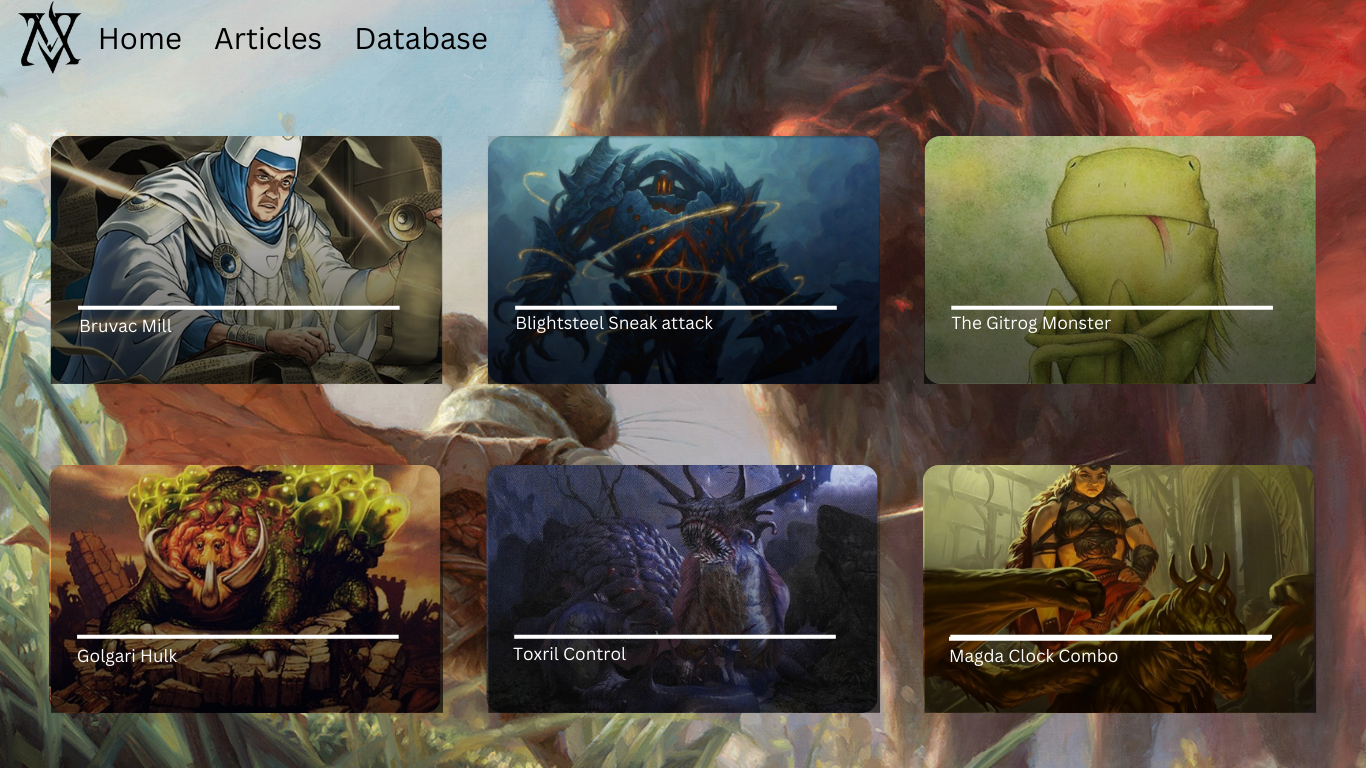 Home Articles Database
Bruvac Mill
Blightsteel Sneak attack
The Gitrog Monster
Golgari Hulk
Toxril Control
Magda Clock Combo